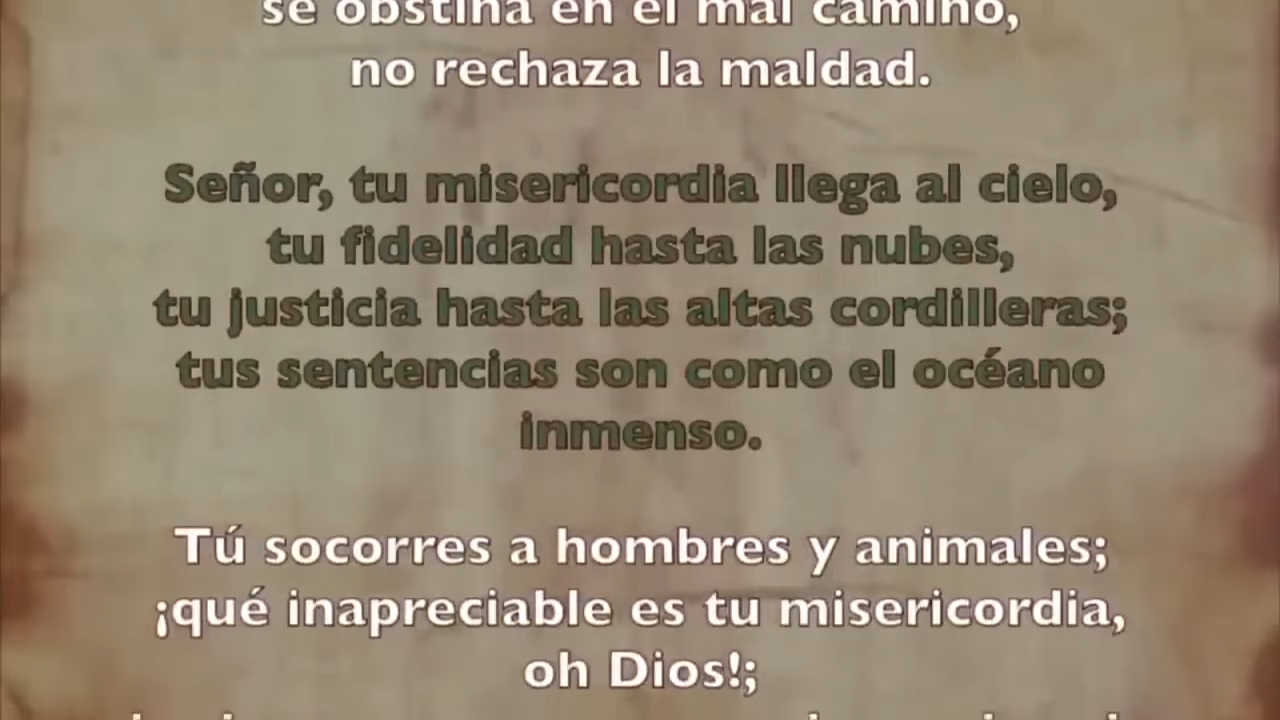 se obstina en el mal camino,
no rechaza la maldad.
Señor, tu misericordia llega al cielo,
tu fidelidad hasta las nubes,
tu justicia hasta las altas cordilleras;
tus sentencias son como el océano
inmenso.
Tú socorres a hombres y animales;
¡qué inapreciable es tu misericordia,
oh Dios!;